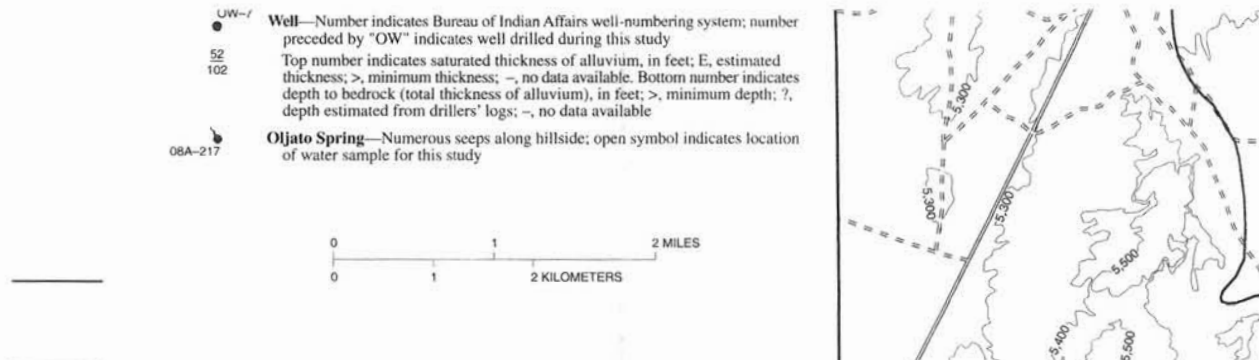 OW-7
Well—Number indicates Bureau of Indian Affairs well-numbering system; number
preceded by "OW" indicates well drilled during this study
52
102
Top number indicates saturated thickness of alluvium, in feet; E, estimated
thickness; >, minimum thickness; –, no data available. Bottom number indicates
depth to bedrock (total thickness of alluvium), in feet; >, minimum depth; ?,
depth estimated from drillers' logs; –, no data available
08A–217
Oljato Spring—Numerous seeps along hillside; open symbol indicates location
of water sample for this study
0 1 2 MILES
0 1 2 KILOMETERS
5,300
5,300
5,300
5,500
5,400
5,500